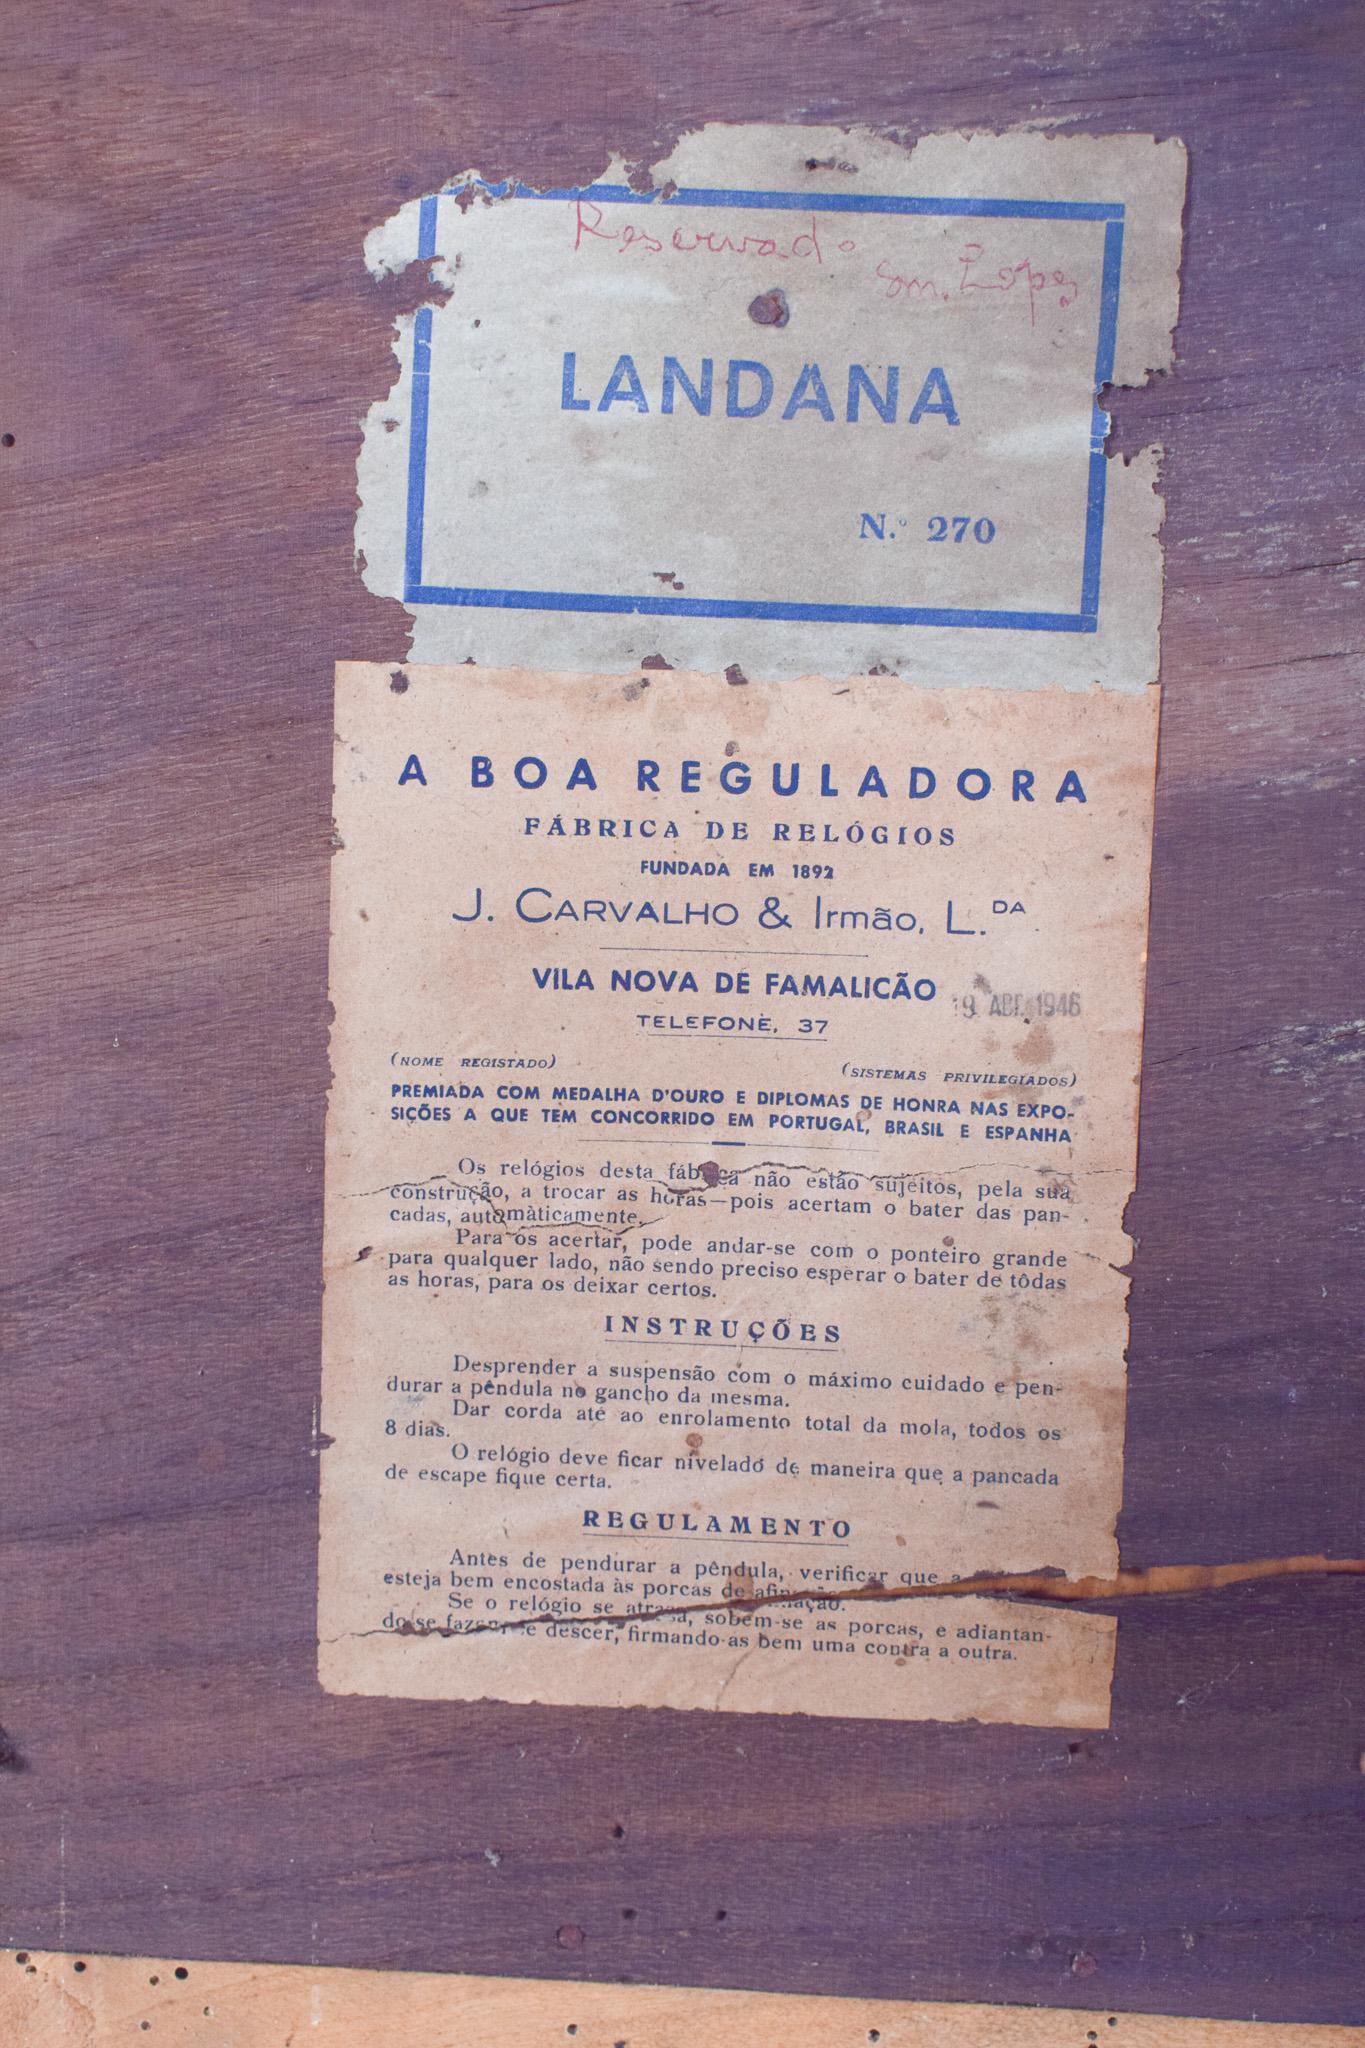 Reservado
Sm. Lopes
LANDANA
N.º 270
A BOA REGULADORA
FÁBRICA DE RELÓGIOS
FUNDADA EM 1892
J. CARVALHO & Irmão, L.DA
VILA NOVA DE FAMALICÃO
9 ABR. 1946
TELEFONE, 37
(NOME REGISTADO)
(SISTEMAS PRIVILEGIADOS)
PREMIADA COM MEDALHA D'OURO E DIPLOMAS DE HONRA NAS EXPO-
SIÇÕES A QUE TEM CONCORRIDO EM PORTUGAL, BRASIL E ESPANHA
Os relógios desta fábrica não estão sujeitos, pela sua
construção, a trocar as horas—pois acertam o bater das pan-
cadas, automàticamente.
Para os acertar, pode andar-se com o ponteiro grande
para qualquer lado, não sendo preciso esperar o bater de tôdas
as horas, para os deixar certos.
INSTRUÇÕES
Desprender a suspensão com o máximo cuidado e pen-
durar a pêndula no gancho da mesma.
Dar corda até ao enrolamento total da mola, todos os
8 dias.
O relógio deve ficar nivelado de maneira que a pancada
de escape fique certa.
REGULAMENTO
Antes de pendurar a pêndula, verificar que a
esteja bem encostada às porcas de afinação.
Se o relógio se atrasa, sobem-se as porcas, e adiantan-
do-se fazem-se descer, firmando-as bem uma contra a outra.